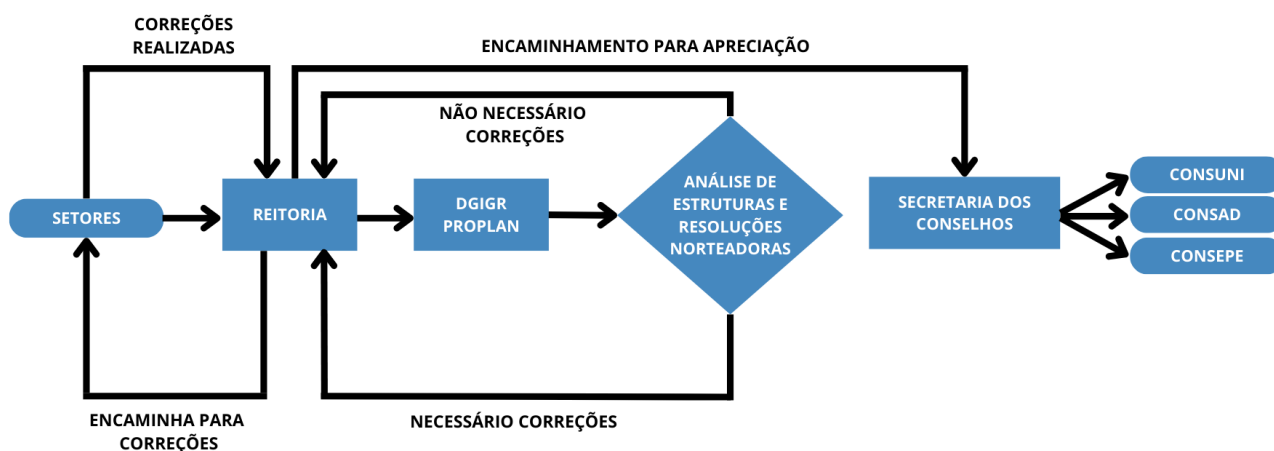 CORREÇÕES
REALIZADAS
ENCAMINHAMENTO PARA APRECIAÇÃO
NÃO NECESSÁRIO
CORREÇÕES
SETORES
REITORIA
DGIGR
PROPLAN
ANÁLISE DE
ESTRUTURAS E
RESOLUÇÕES
NORTEADORAS
SECRETARIA DOS
CONSELHOS
CONSUNI
CONSAD
CONSEPE
ENCAMINHA PARA
CORREÇÕES
NECESSÁRIO CORREÇÕES